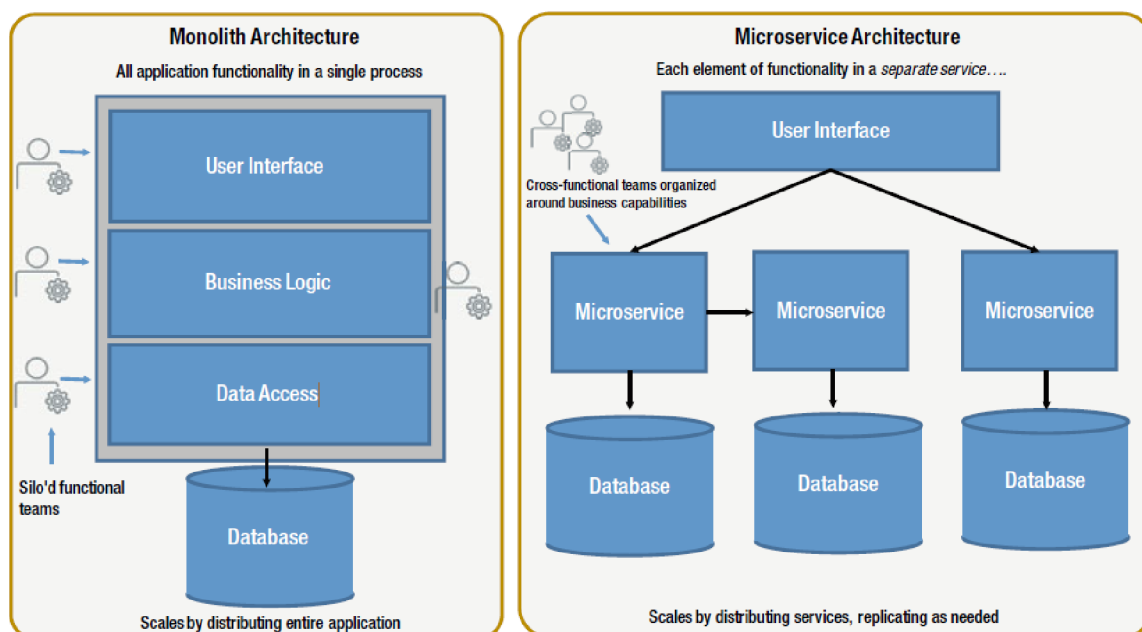 Monolith Architecture
All application functionality in a single process
User Interface
Business Logic
Data Access
Silo'd functional
teams
Database
Scales by distributing entire application
Microservice Architecture
Each element of functionality in a separate service….
User Interface
Cross-functional teams organized
around business capabilities
Microservice
Microservice
Microservice
Database
Database
Database
Scales by distributing services, replicating as needed